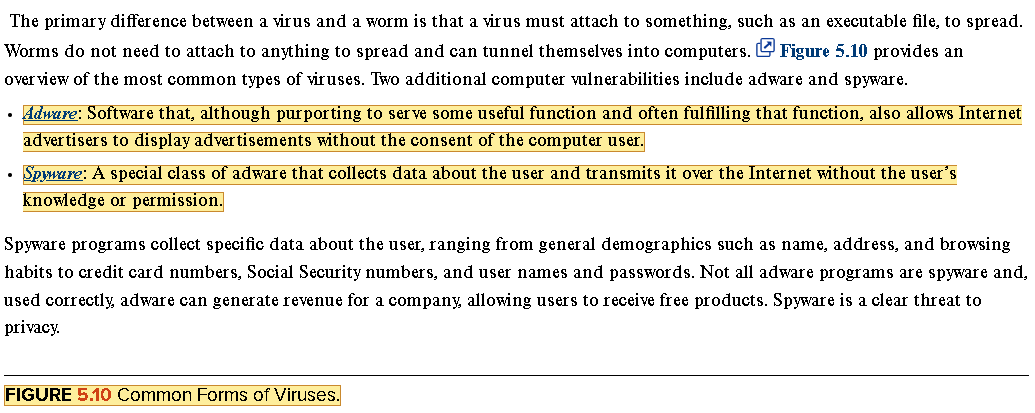 The primary difference between a virus and a worm is that a virus must attach to something, such as an executable file, to spread.
Worms do not need to attach to anything to spread and can tunnel themselves into computers. Figure 5.10 provides an
overview of the most common types of viruses. Two additional computer vulnerabilities include adware and spyware.
• Adware: Software that, although purporting to serve some useful function and often fulfilling that function, also allows Internet
advertisers to display advertisements without the consent of the computer user.
• Spyware: A special class of adware that collects data about the user and transmits it over the Internet without the user’s
knowledge or permission.
Spyware programs collect specific data about the user, ranging from general demographics such as name, address, and browsing
habits to credit card numbers, Social Security numbers, and user names and passwords. Not all adware programs are spyware and,
used correctly, adware can generate revenue for a company, allowing users to receive free products. Spyware is a clear threat to
privacy.
FIGURE 5.10 Common Forms of Viruses.